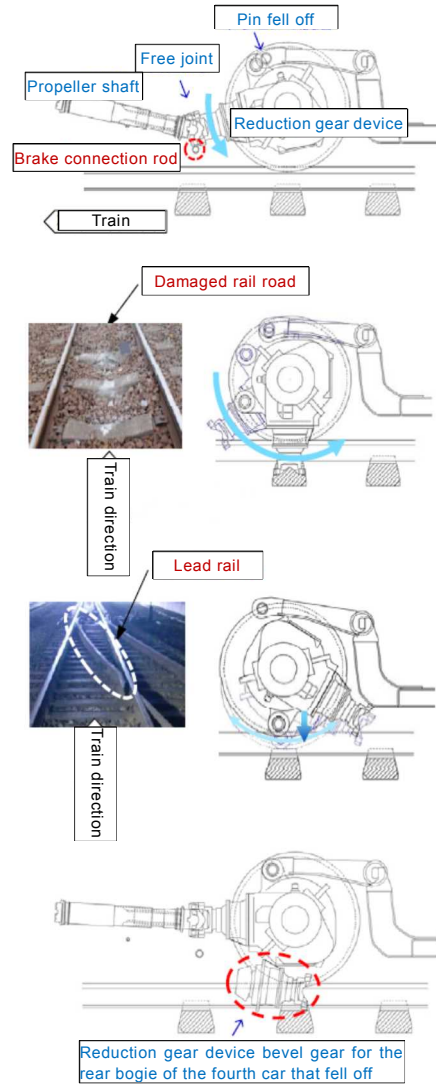 Pin fell off
Free joint
Propeller shaft
Reduction gear device
Brake connection rod
Train
Damaged rail road
Train direction
Lead rail
Train direction
Reduction gear device bevel gear for the
rear bogie of the fourth car that fell off